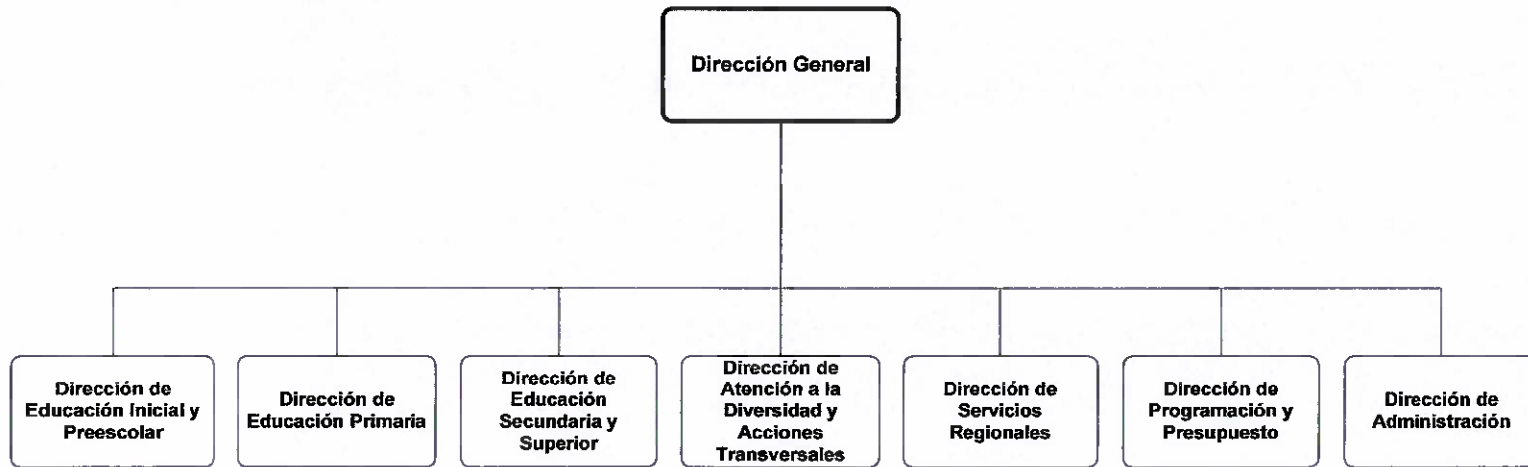 Dirección General
Dirección de
Educación Inicial y
Preescolar
Dirección de
Educación Primaria
Dirección de
Educación
Secundaria y
Superior
Dirección de
Atención a la
Diversidad y
Acciones
Transversales
Dirección de
Servicios
Regionales
Dirección de
Programación y
Presupuesto
Dirección de
Administración